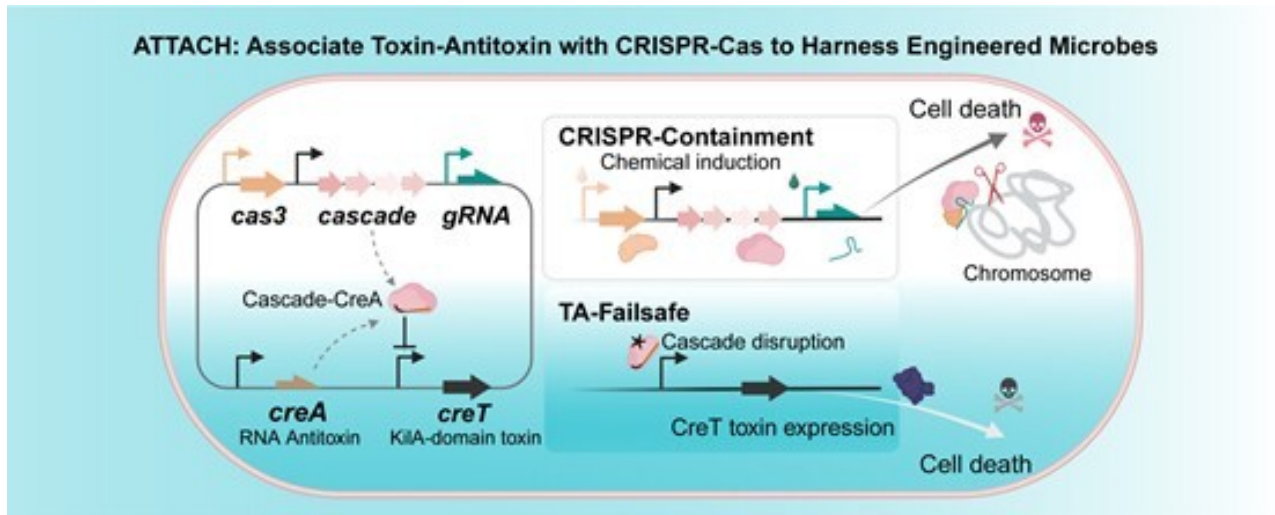 ATTACH: Associate Toxin-Antitoxin with CRISPR-Cas to Harness Engineered Microbes
cas3
cascade
gRNA
Cascade-CreA
creA
RNA Antitoxin
creT
KilA-domain toxin
CRISPR-Containment
Chemical induction
Cell death
Chromosome
TA-Failsafe
Cascade disruption
CreT toxin expression
Cell death